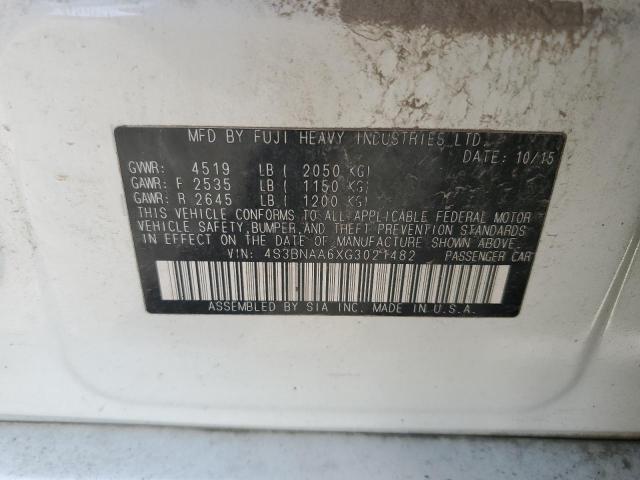 MFD BY FUJI HEAVY INDUSTRIES LTD.
DATE: 10/15
GVWR: 4519 LB ( 2050 KG)
GAWR: F 2535 LB ( 1150 KG)
GAWR: R 2645 LB ( 1200 KG)
THIS VEHICLE CONFORMS TO ALL APPLICABLE FEDERAL MOTOR
VEHICLE SAFETY, BUMPER, AND THEFT PREVENTION STANDARDS
IN EFFECT ON THE DATE OF MANUFACTURE SHOWN ABOVE.
VIN: 4S3BNAA6XG3021482 PASSENGER CAR
ASSEMBLED BY SIA INC. MADE IN U.S.A.